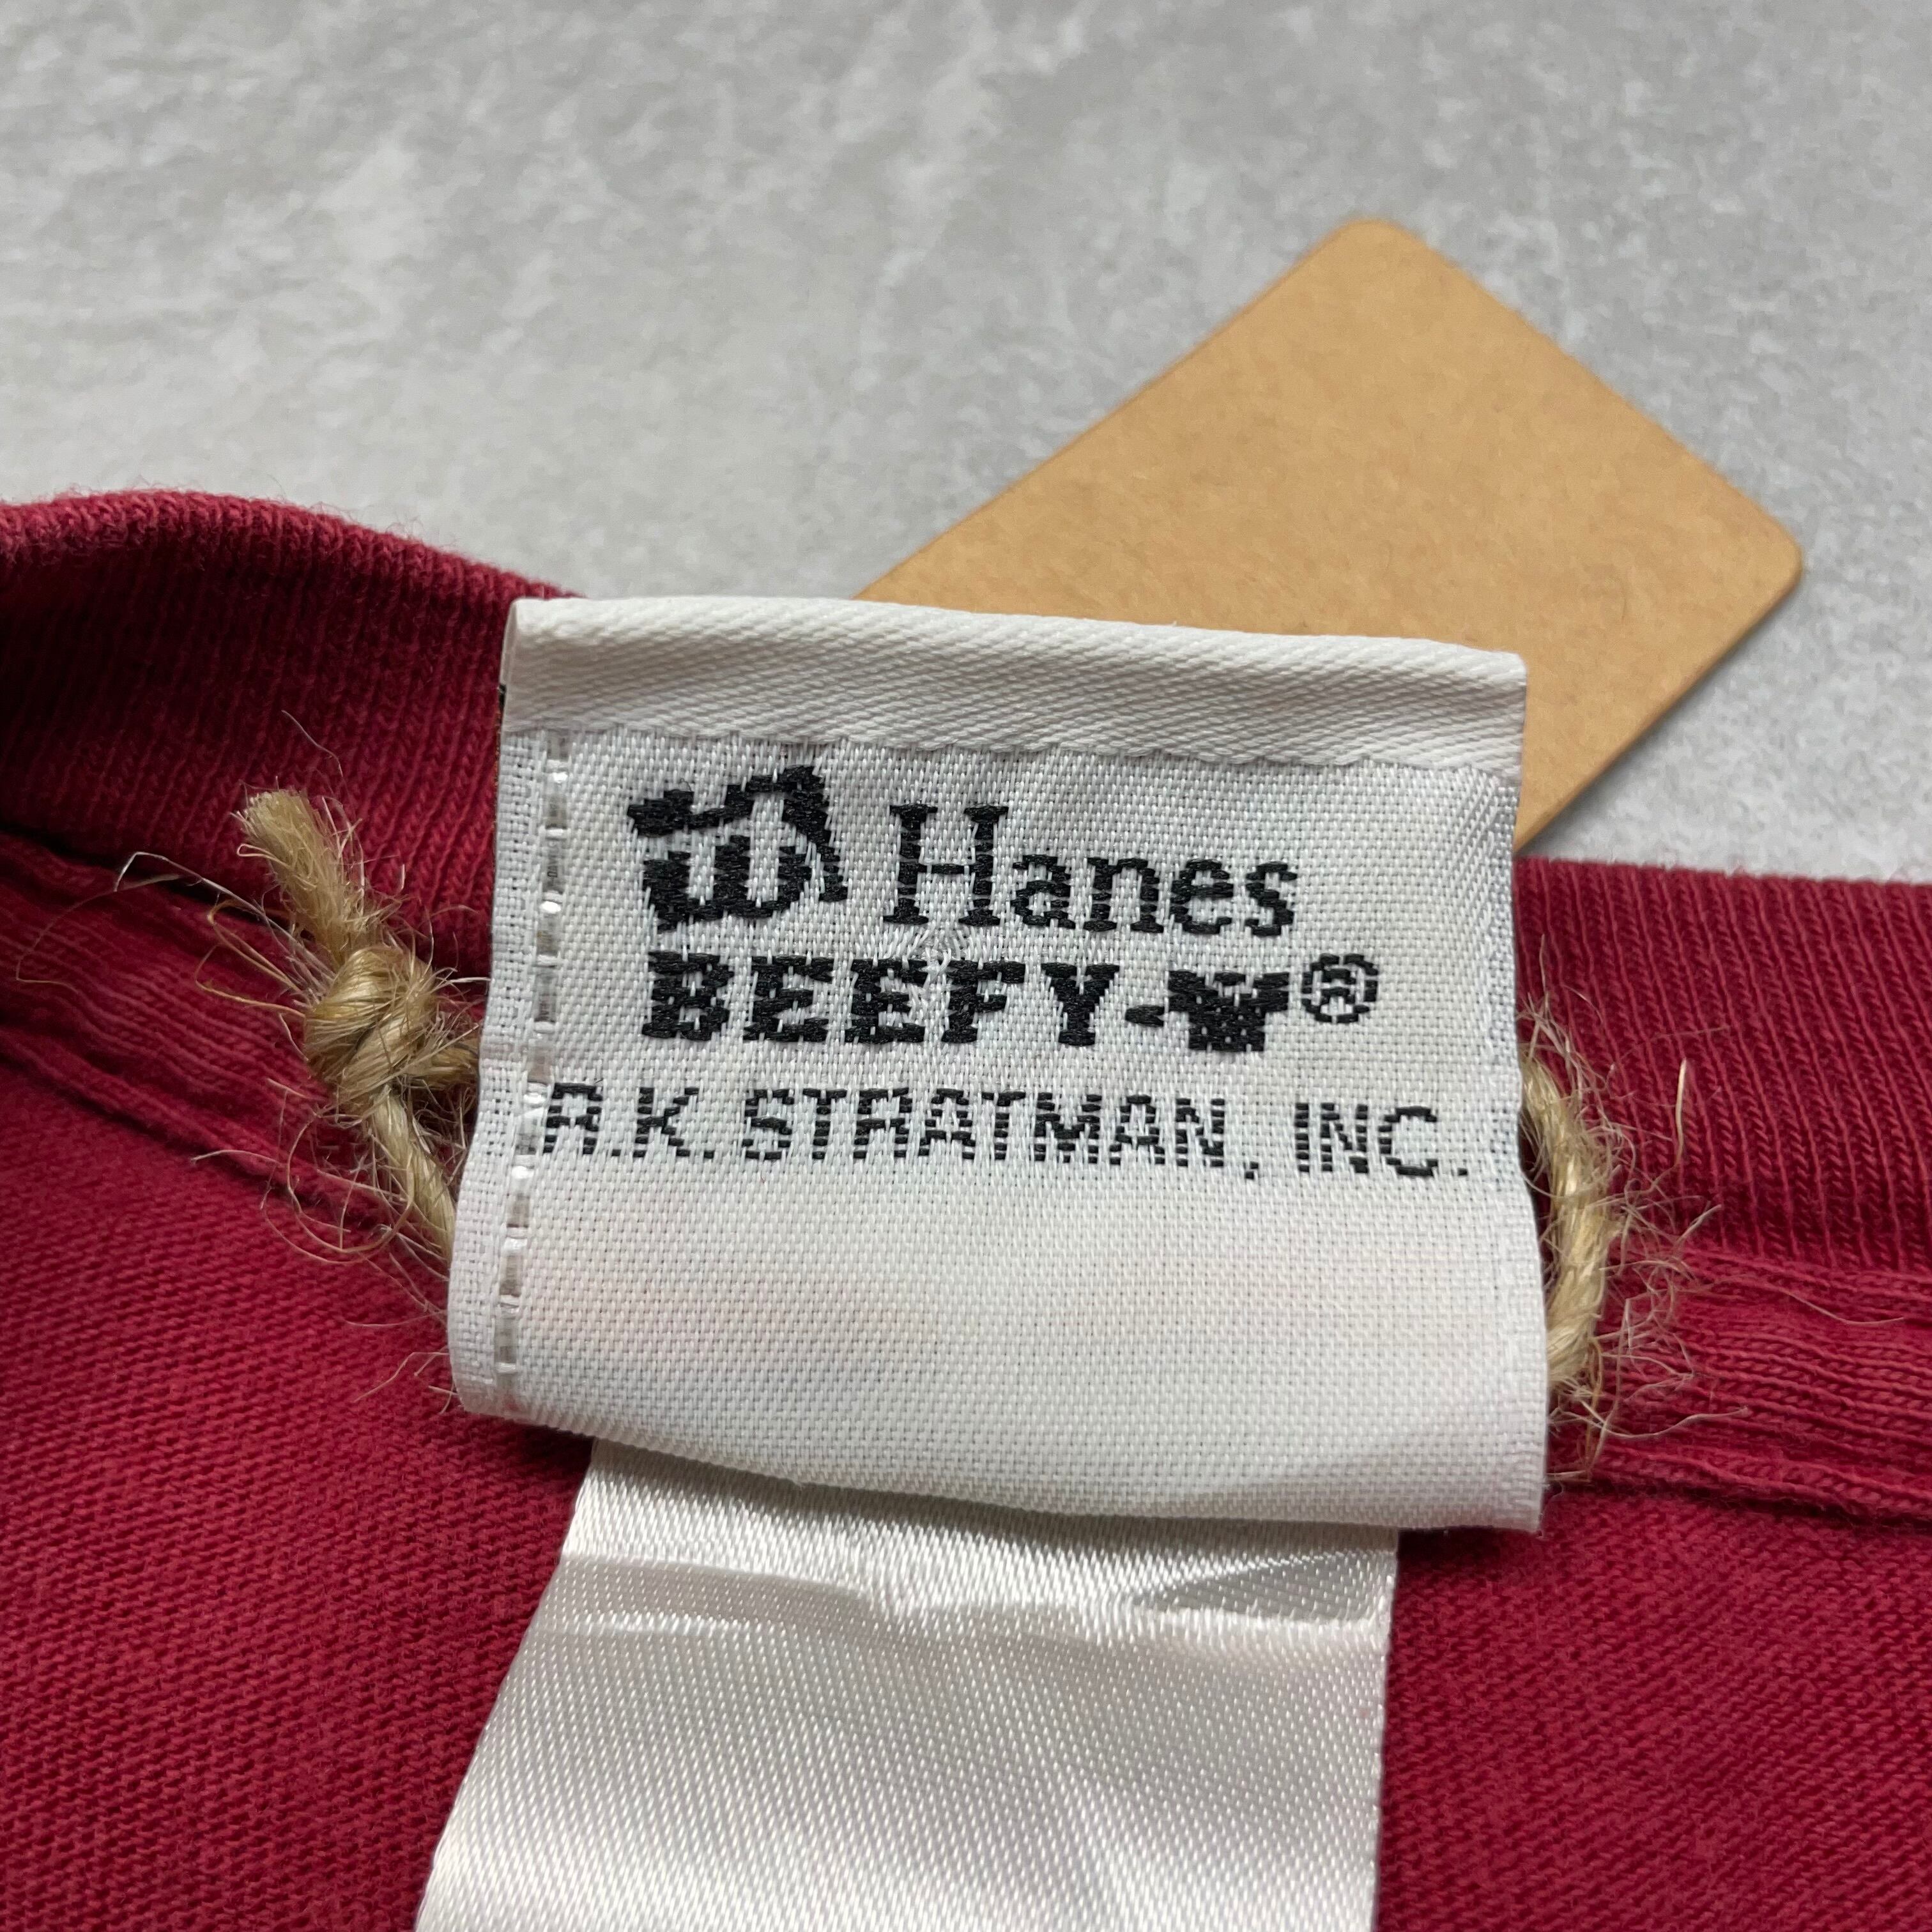 Hanes
BEEFY-T®
R.K. STRATMAN, INC.